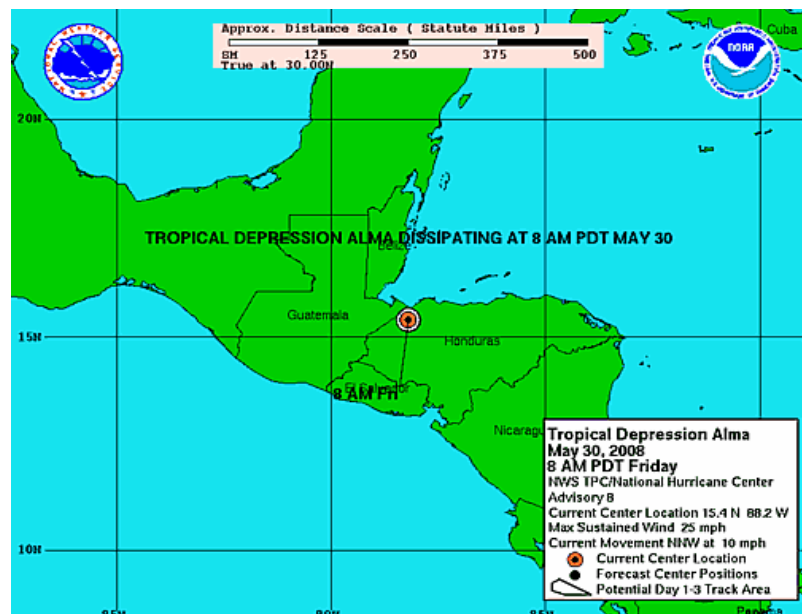 Approx. Distance Scale ( Statute Miles )
SM 125 250 375 500
True at 30.00N
NOAA
Cuba
20N
TROPICAL DEPRESSION ALMA DISSIPATING AT 8 AM PDT MAY 30
Belize
Guatemala
15N
Honduras
El Salvador
8 AM Fri
Nicaragu
Tropical Depression Alma
May 30, 2008
8 AM PDT Friday
NWS TPC/National Hurricane Center
Advisory 8
Current Center Location 15.4 N 88.2 W
Max Sustained Wind 25 mph
Current Movement NNW at 10 mph
Current Center Location
Forecast Center Positions
Potential Day 1-3 Track Area
10N
Panama